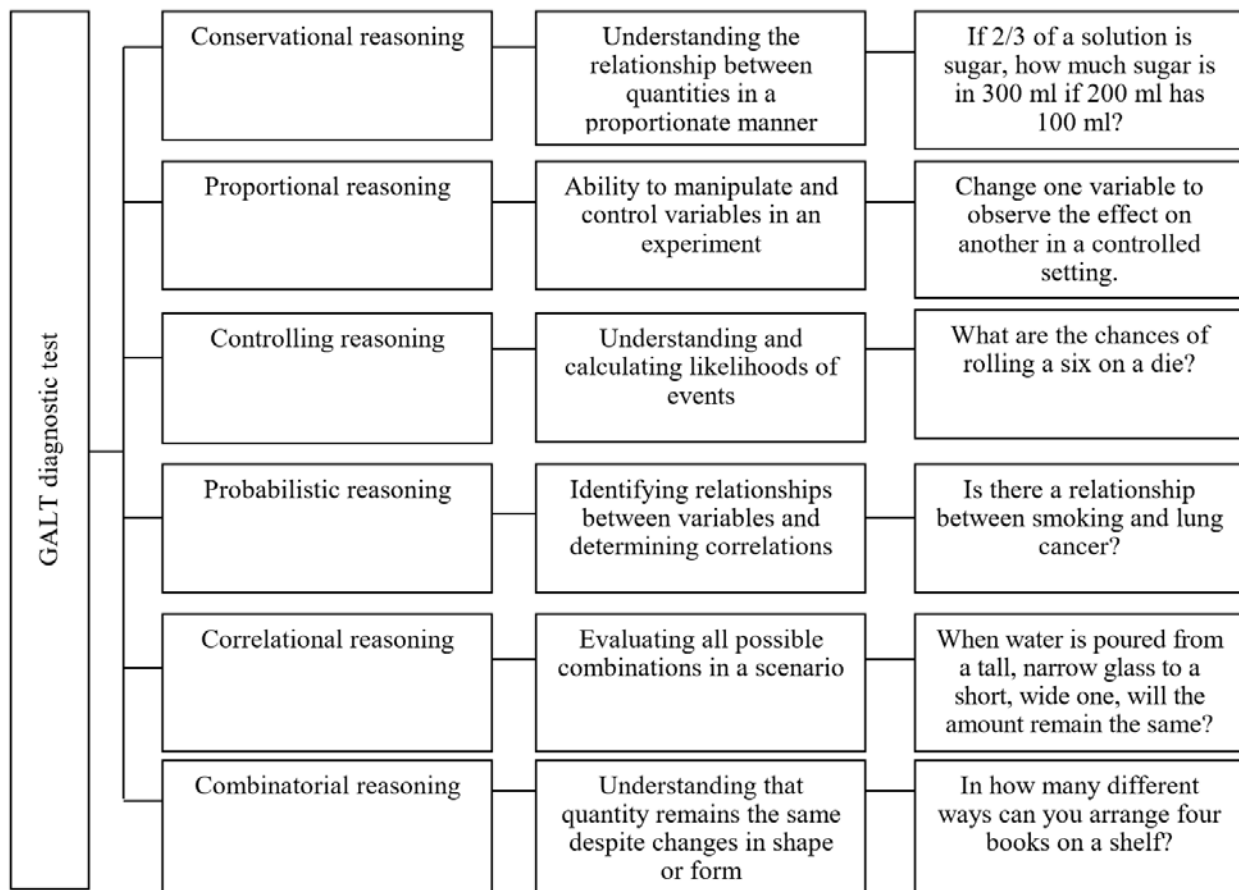 GALT diagnostic test
Conservational reasoning
Understanding the
relationship between
quantities in a
proportionate manner
If 2/3 of a solution is
sugar, how much sugar is
in 300 ml if 200 ml has
100 ml?
Proportional reasoning
Ability to manipulate and
control variables in an
experiment
Change one variable to
observe the effect on
another in a controlled
setting.
Controlling reasoning
Understanding and
calculating likelihoods of
events
What are the chances of
rolling a six on a die?
Probabilistic reasoning
Identifying relationships
between variables and
determining correlations
Is there a relationship
between smoking and lung
cancer?
Correlational reasoning
Evaluating all possible
combinations in a scenario
When water is poured from
a tall, narrow glass to a
short, wide one, will the
amount remain the same?
Combinatorial reasoning
Understanding that
quantity remains the same
despite changes in shape
or form
In how many different
ways can you arrange four
books on a shelf?